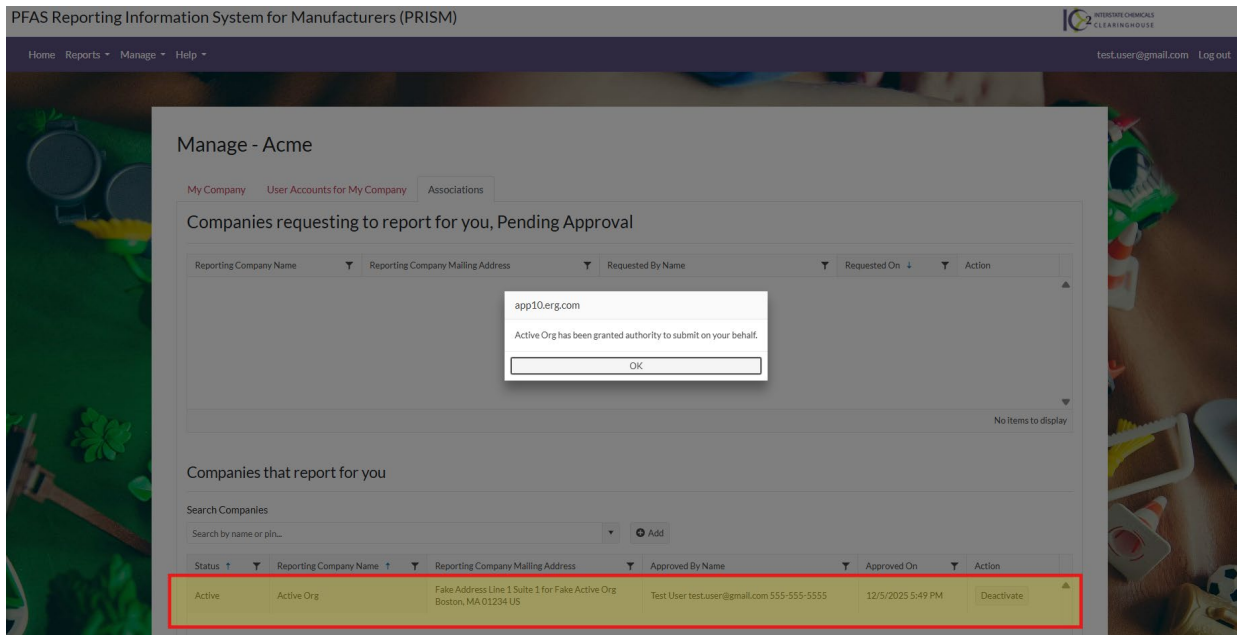 PFAS Reporting Information System for Manufacturers (PRISM)
IC2 INTERSTATE CHEMICALS
CLEARINGHOUSE
Home Reports Manage Help test.user@gmail.com Log out
Manage - Acme
My Company User Accounts for My Company Associations
Companies requesting to report for you, Pending Approval
Reporting Company Name Reporting Company Mailing Address Requested By Name Requested On ↓ Action
app10.erg.com
Active Org has been granted authority to submit on your behalf.
OK
No items to display
Companies that report for you
Search Companies
Search by name or pin... Add
Status ↑ Reporting Company Name ↑ Reporting Company Mailing Address Approved By Name Approved On Action
Active Active Org Fake Address Line 1 Suite 1 for Fake Active Org Test User test.user@gmail.com 555-555-5555 12/5/2025 5:49 PM Deactivate
Boston, MA 01234 US